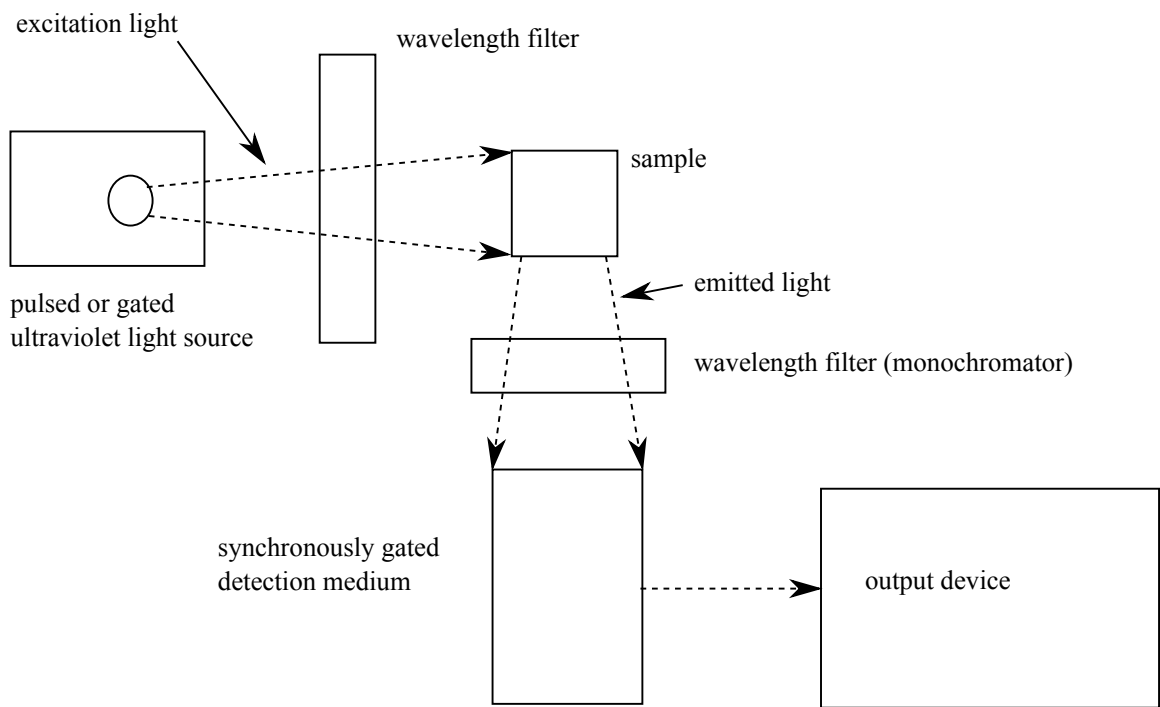 excitation light
wavelength filter
sample
pulsed or gated
ultraviolet light source
emitted light
wavelength filter (monochromator)
synchronously gated
detection medium
output device